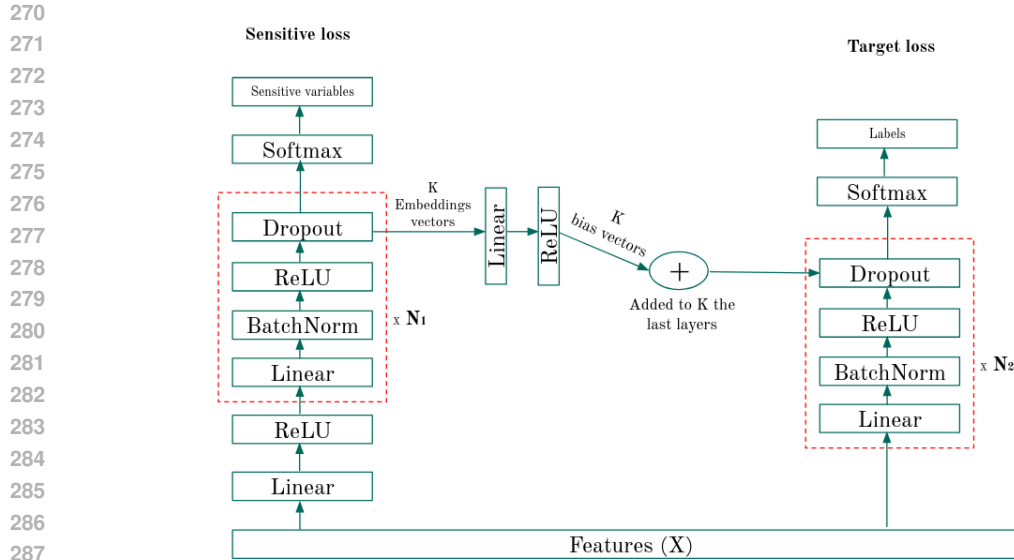 270
271
272
273
274
275
276
277
278
279
280
281
282
283
284
285
286
287
Sensitive loss
Sensitive variables
Softmax
Dropout
ReLU
BatchNorm
Linear
x N1
ReLU
Linear
K
Embeddings
vectors
Linear
ReLU
K
bias vectors
+
Added to K the
last layers
Target loss
Labels
Softmax
Dropout
ReLU
BatchNorm
Linear
x N2
Features (X)